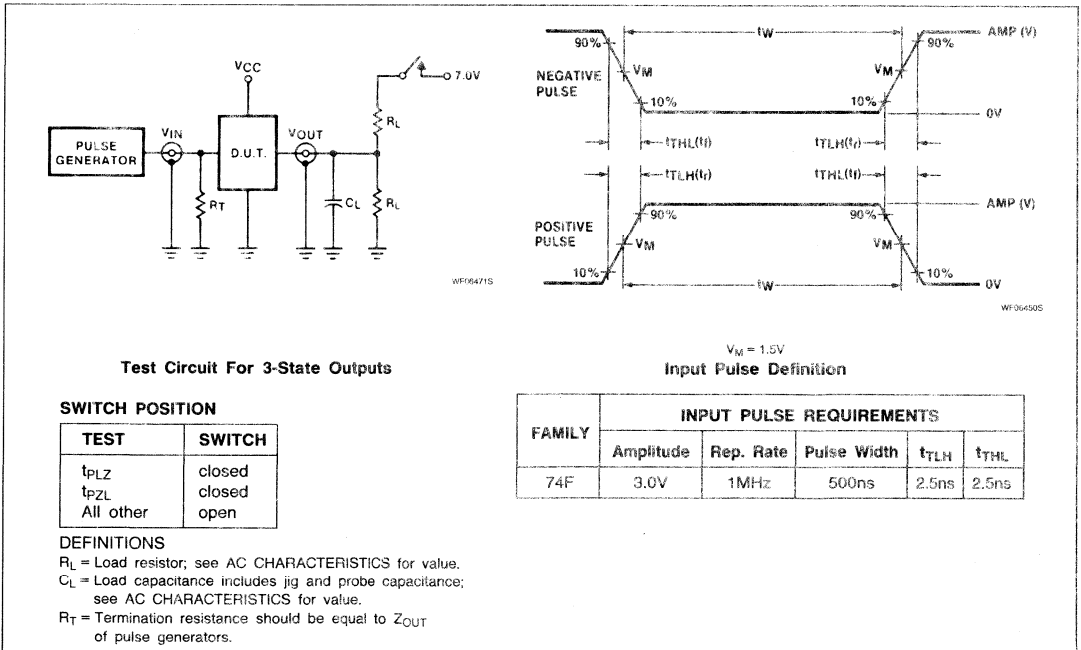 VCC
7.0V
RL
PULSE
GENERATOR
VIN
D.U.T.
VOUT
RT
CL
RL
WF06471S
Test Circuit For 3-State Outputs
90%
tW
90%
AMP (V)
NEGATIVE
PULSE
VM
VM
10%
10%
0V
tTHL(tf)
tTLH(tr)
tTLH(tr)
tTHL(tf)
AMP (V)
90%
90%
POSITIVE
PULSE
VM
VM
10%
10%
tW
0V
WF06450S
VM = 1.5V
Input Pulse Definition
SWITCH POSITION
TEST SWITCH
tPLZ closed
tPZL closed
All other open
FAMILY INPUT PULSE REQUIREMENTS
Amplitude Rep. Rate Pulse Width tTLH tTHL
74F 3.0V 1MHz 500ns 2.5ns 2.5ns
DEFINITIONS
RL = Load resistor; see AC CHARACTERISTICS for value.
CL = Load capacitance includes jig and probe capacitance;
see AC CHARACTERISTICS for value.
RT = Termination resistance should be equal to ZOUT
of pulse generators.